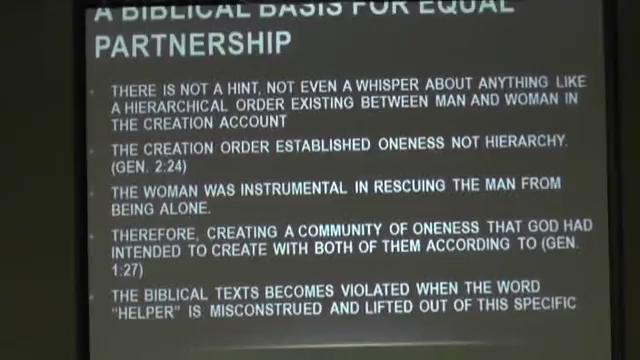 A BIBLICAL BASIS FOR EQUAL
PARTNERSHIP
THERE IS NOT A HINT, NOT EVEN A WHISPER ABOUT ANYTHING LIKE
A HIERARCHICAL ORDER EXISTING BETWEEN MAN AND WOMAN IN
THE CREATION ACCOUNT
THE CREATION ORDER ESTABLISHED ONENESS NOT HIERARCHY.
(GEN. 2:24)
THE WOMAN WAS INSTRUMENTAL IN RESCUING THE MAN FROM
BEING ALONE.
THEREFORE, CREATING A COMMUNITY OF ONENESS THAT GOD HAD
INTENDED TO CREATE WITH BOTH OF THEM ACCORDING TO (GEN.
1:27)
THE BIBLICAL TEXTS BECOMES VIOLATED WHEN THE WORD
“HELPER” IS MISCONSTRUED AND LIFTED OUT OF THIS SPECIFIC